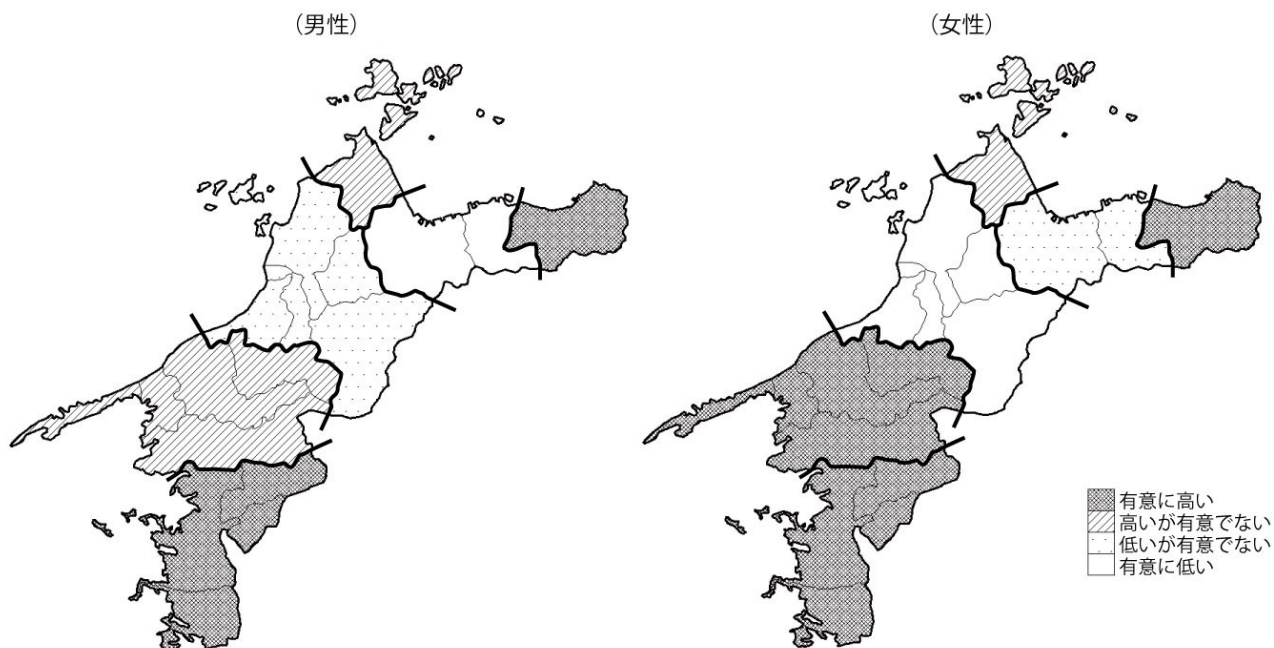 (男性)
(女性)
有意に高い
高いが有意でない
低いが有意でない
有意に低い